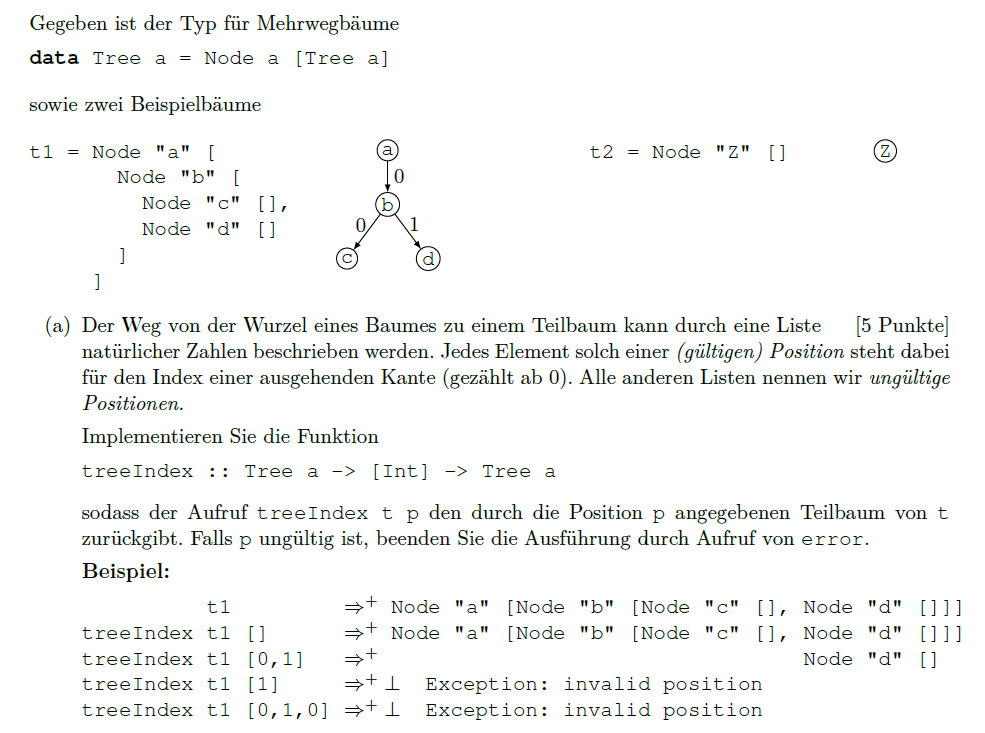 Gegeben ist der Typ für Mehrwegbäume
data Tree a = Node a [Tree a]
sowie zwei Beispielbäume
t1 = Node "a" [
Node "b" [
Node "c" [],
Node "d" []
]
]
a
0
b
0 1
c d
t2 = Node "Z" []
Z
(a) Der Weg von der Wurzel eines Baumes zu einem Teilbaum kann durch eine Liste [5 Punkte]
natürlicher Zahlen beschrieben werden. Jedes Element solch einer (gültigen) Position steht dabei
für den Index einer ausgehenden Kante (gezählt ab 0). Alle anderen Listen nennen wir ungültige
Positionen.
Implementieren Sie die Funktion
treeIndex :: Tree a -> [Int] -> Tree a
sodass der Aufruf treeIndex t p den durch die Position p angegebenen Teilbaum von t
zurückgibt. Falls p ungültig ist, beenden Sie die Ausführung durch Aufruf von error.
Beispiel:
t1 ⇒+ Node "a" [Node "b" [Node "c" [], Node "d" []]]
treeIndex t1 [] ⇒+ Node "a" [Node "b" [Node "c" [], Node "d" []]]
treeIndex t1 [0,1] ⇒+ Node "d" []
treeIndex t1 [1] ⇒+ ⊥ Exception: invalid position
treeIndex t1 [0,1,0] ⇒+ ⊥ Exception: invalid position